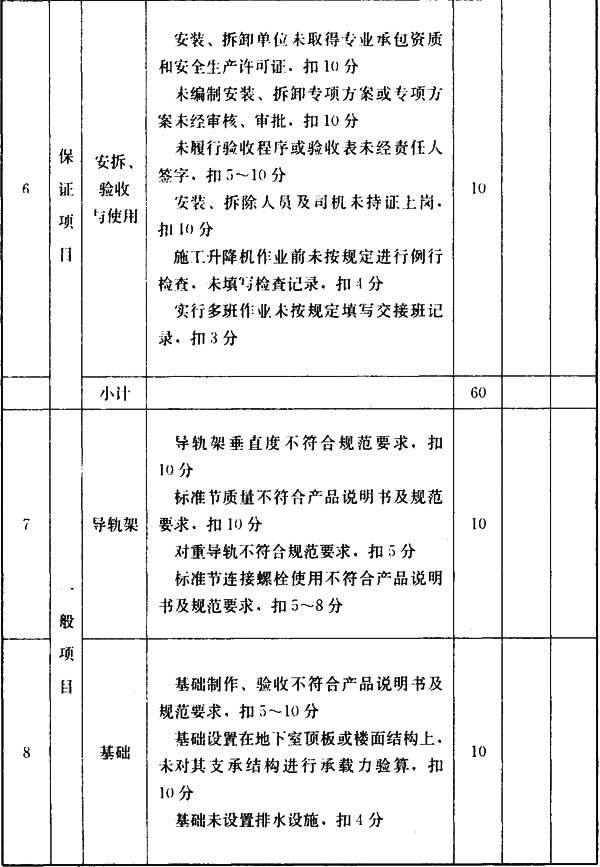 6
保证项目
安拆、
验收
与使用
安装、拆卸单位未取得专业承包资质
和安全生产许可证，扣10分
未编制安装、拆卸专项方案或专项方
案未经审核、审批，扣10分
未履行验收程序或验收表未经责任人
签字，扣5～10分
安装、拆除人员及司机未持证上岗，
扣10分
施工升降机作业前未按规定进行例行
检查，未填写检查记录，扣4分
实行多班作业未按规定填写交接班记
录，扣3分
10
小计
60
7
一般项目
导轨架
导轨架垂直度不符合规范要求，扣
10分
标准节质量不符合产品说明书及规范
要求，扣10分
对重导轨不符合规范要求，扣5分
标准节连接螺栓使用不符合产品说明
书及规范要求，扣5～8分
10
8
基础
基础制作、验收不符合产品说明书及
规范要求，扣5～10分
基础设置在地下室顶板或楼面结构上，
未对其支承结构进行承载力验算，扣
10分
基础未设置排水设施，扣4分
10